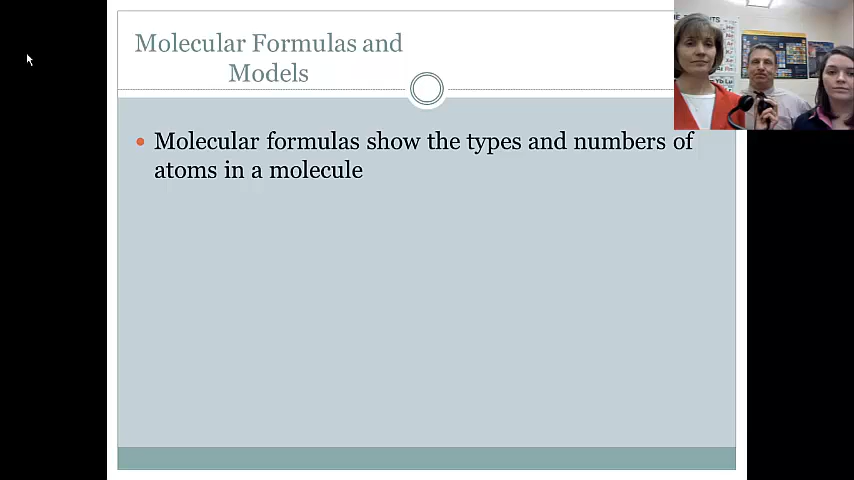 Molecular Formulas and
Models
Molecular formulas show the types and numbers of
atoms in a molecule